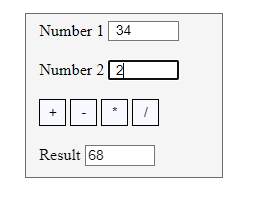 Number 1 34
Number 2 2
+ - * /
Result 68